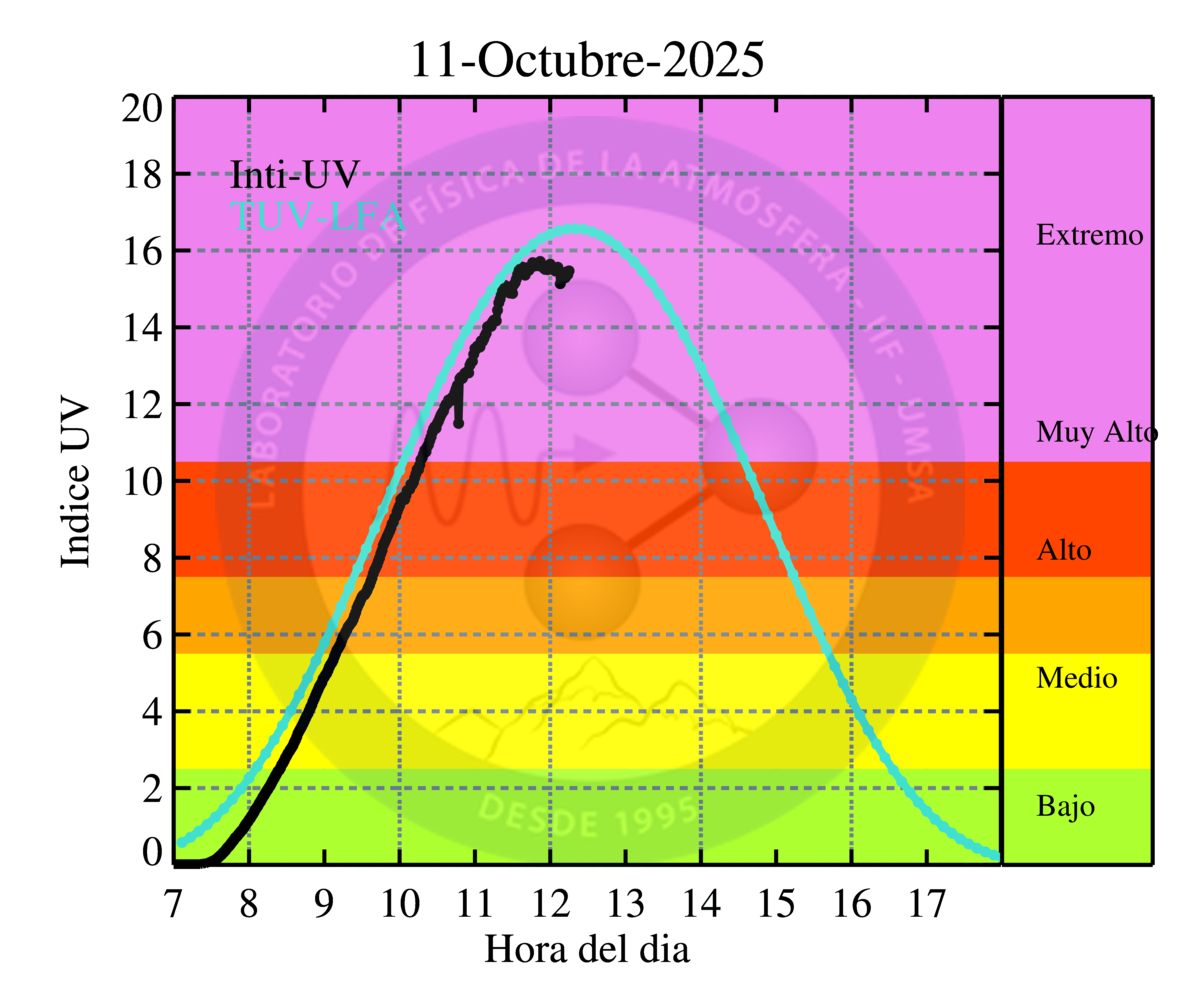 11-Octubre-2025
20
18
16
14
12
10
8
6
4
2
0
Indice UV
Inti-UV
TUV-LFA
LABORATORIO DE FÍSICA DE LA ATMÓSFERA - IIF - UMSA
DESDE 1995
Extremo
Muy Alto
Alto
Medio
Bajo
7 8 9 10 11 12 13 14 15 16 17
Hora del dia